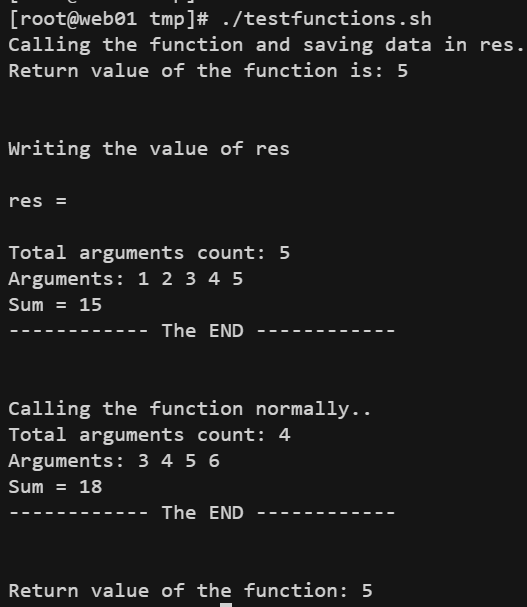 [root@web01 tmp]# ./testfunctions.sh
Calling the function and saving data in res.
Return value of the function is: 5
Writing the value of res
res =
Total arguments count: 5
Arguments: 1 2 3 4 5
Sum = 15
------------ The END ------------
Calling the function normally..
Total arguments count: 4
Arguments: 3 4 5 6
Sum = 18
------------ The END ------------
Return value of the function: 5